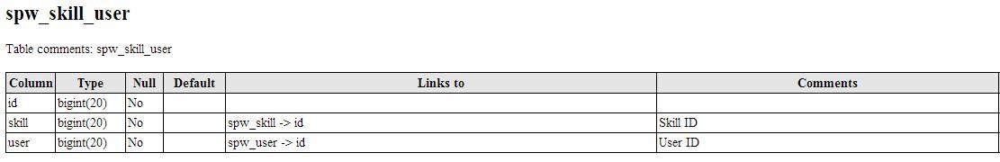 spw_skill_user
Table comments: spw_skill_user
Column Type Null Default Links to Comments
id bigint(20) No
skill bigint(20) No spw_skill -> id Skill ID
user bigint(20) No spw_user -> id User ID